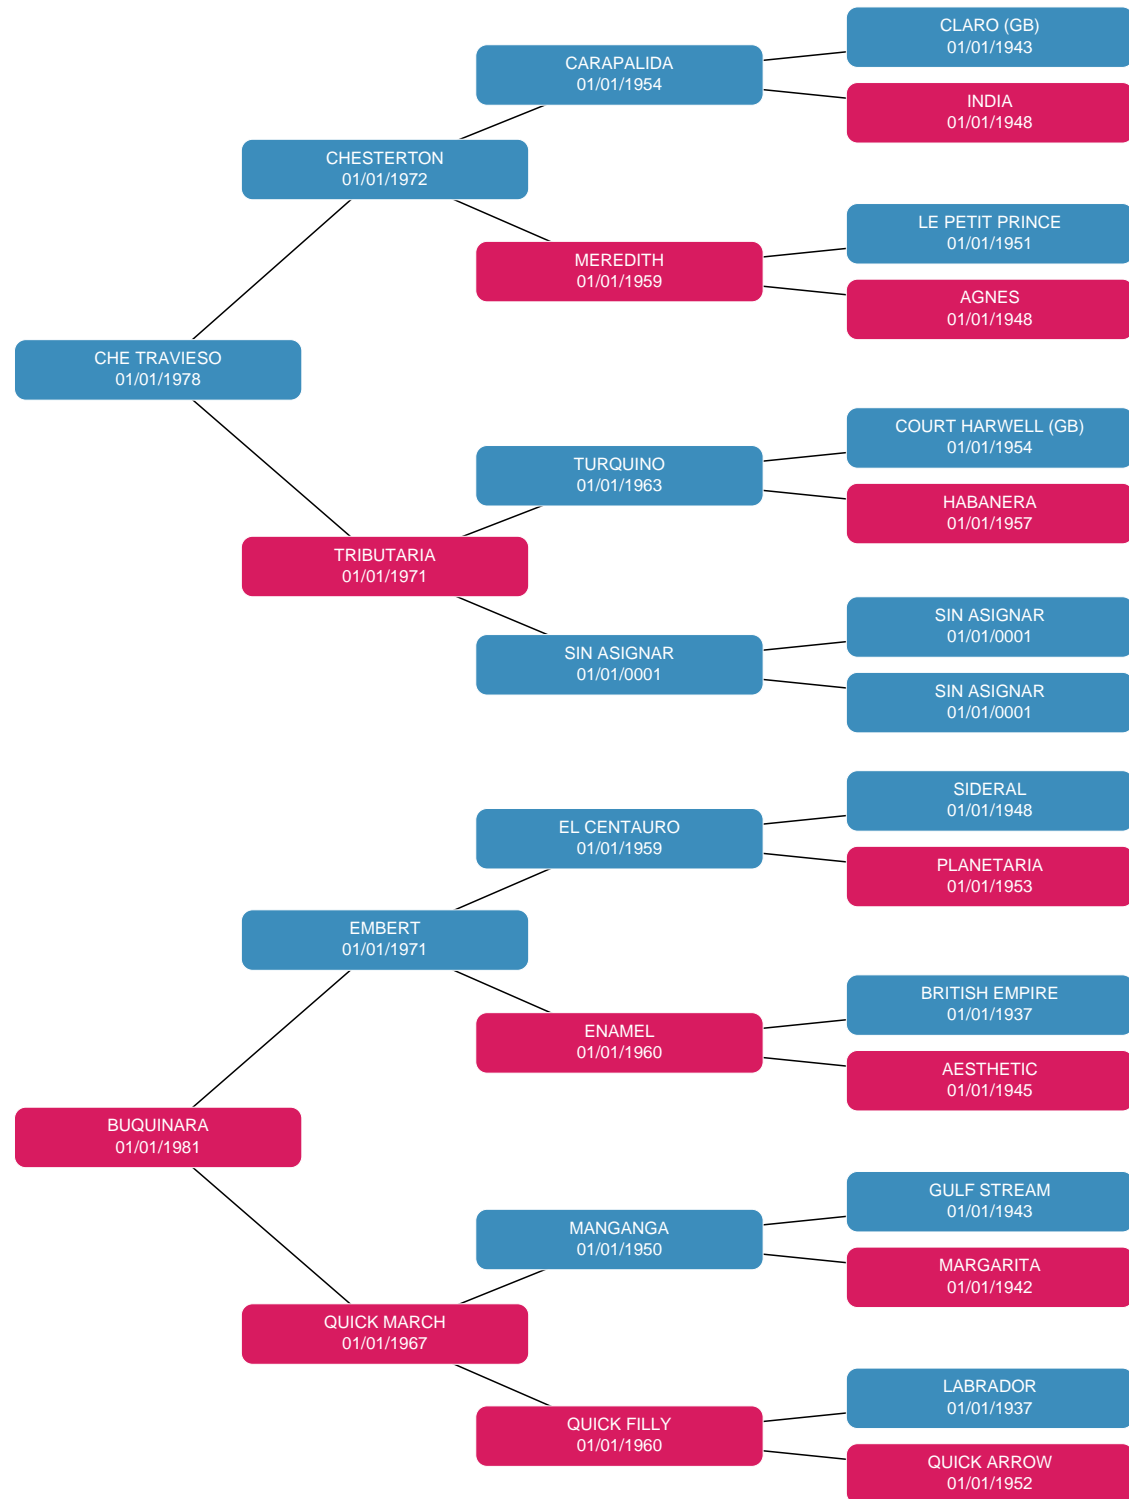 CLARO (GB)
01/01/1943
CARAPALIDA
01/01/1954
INDIA
01/01/1948
CHESTERTON
01/01/1972
LE PETIT PRINCE
01/01/1951
MEREDITH
01/01/1959
AGNES
01/01/1948
CHE TRAVIESO
01/01/1978
COURT HARWELL (GB)
01/01/1954
TURQUINO
01/01/1963
HABANERA
01/01/1957
TRIBUTARIA
01/01/1971
SIN ASIGNAR
01/01/0001
SIN ASIGNAR
01/01/0001
SIN ASIGNAR
01/01/0001
SIDERAL
01/01/1948
EL CENTAURO
01/01/1959
PLANETARIA
01/01/1953
EMBERT
01/01/1971
BRITISH EMPIRE
01/01/1937
ENAMEL
01/01/1960
AESTHETIC
01/01/1945
BUQUINARA
01/01/1981
GULF STREAM
01/01/1943
MANGANGA
01/01/1950
MARGARITA
01/01/1942
QUICK MARCH
01/01/1967
LABRADOR
01/01/1937
QUICK FILLY
01/01/1960
QUICK ARROW
01/01/1952